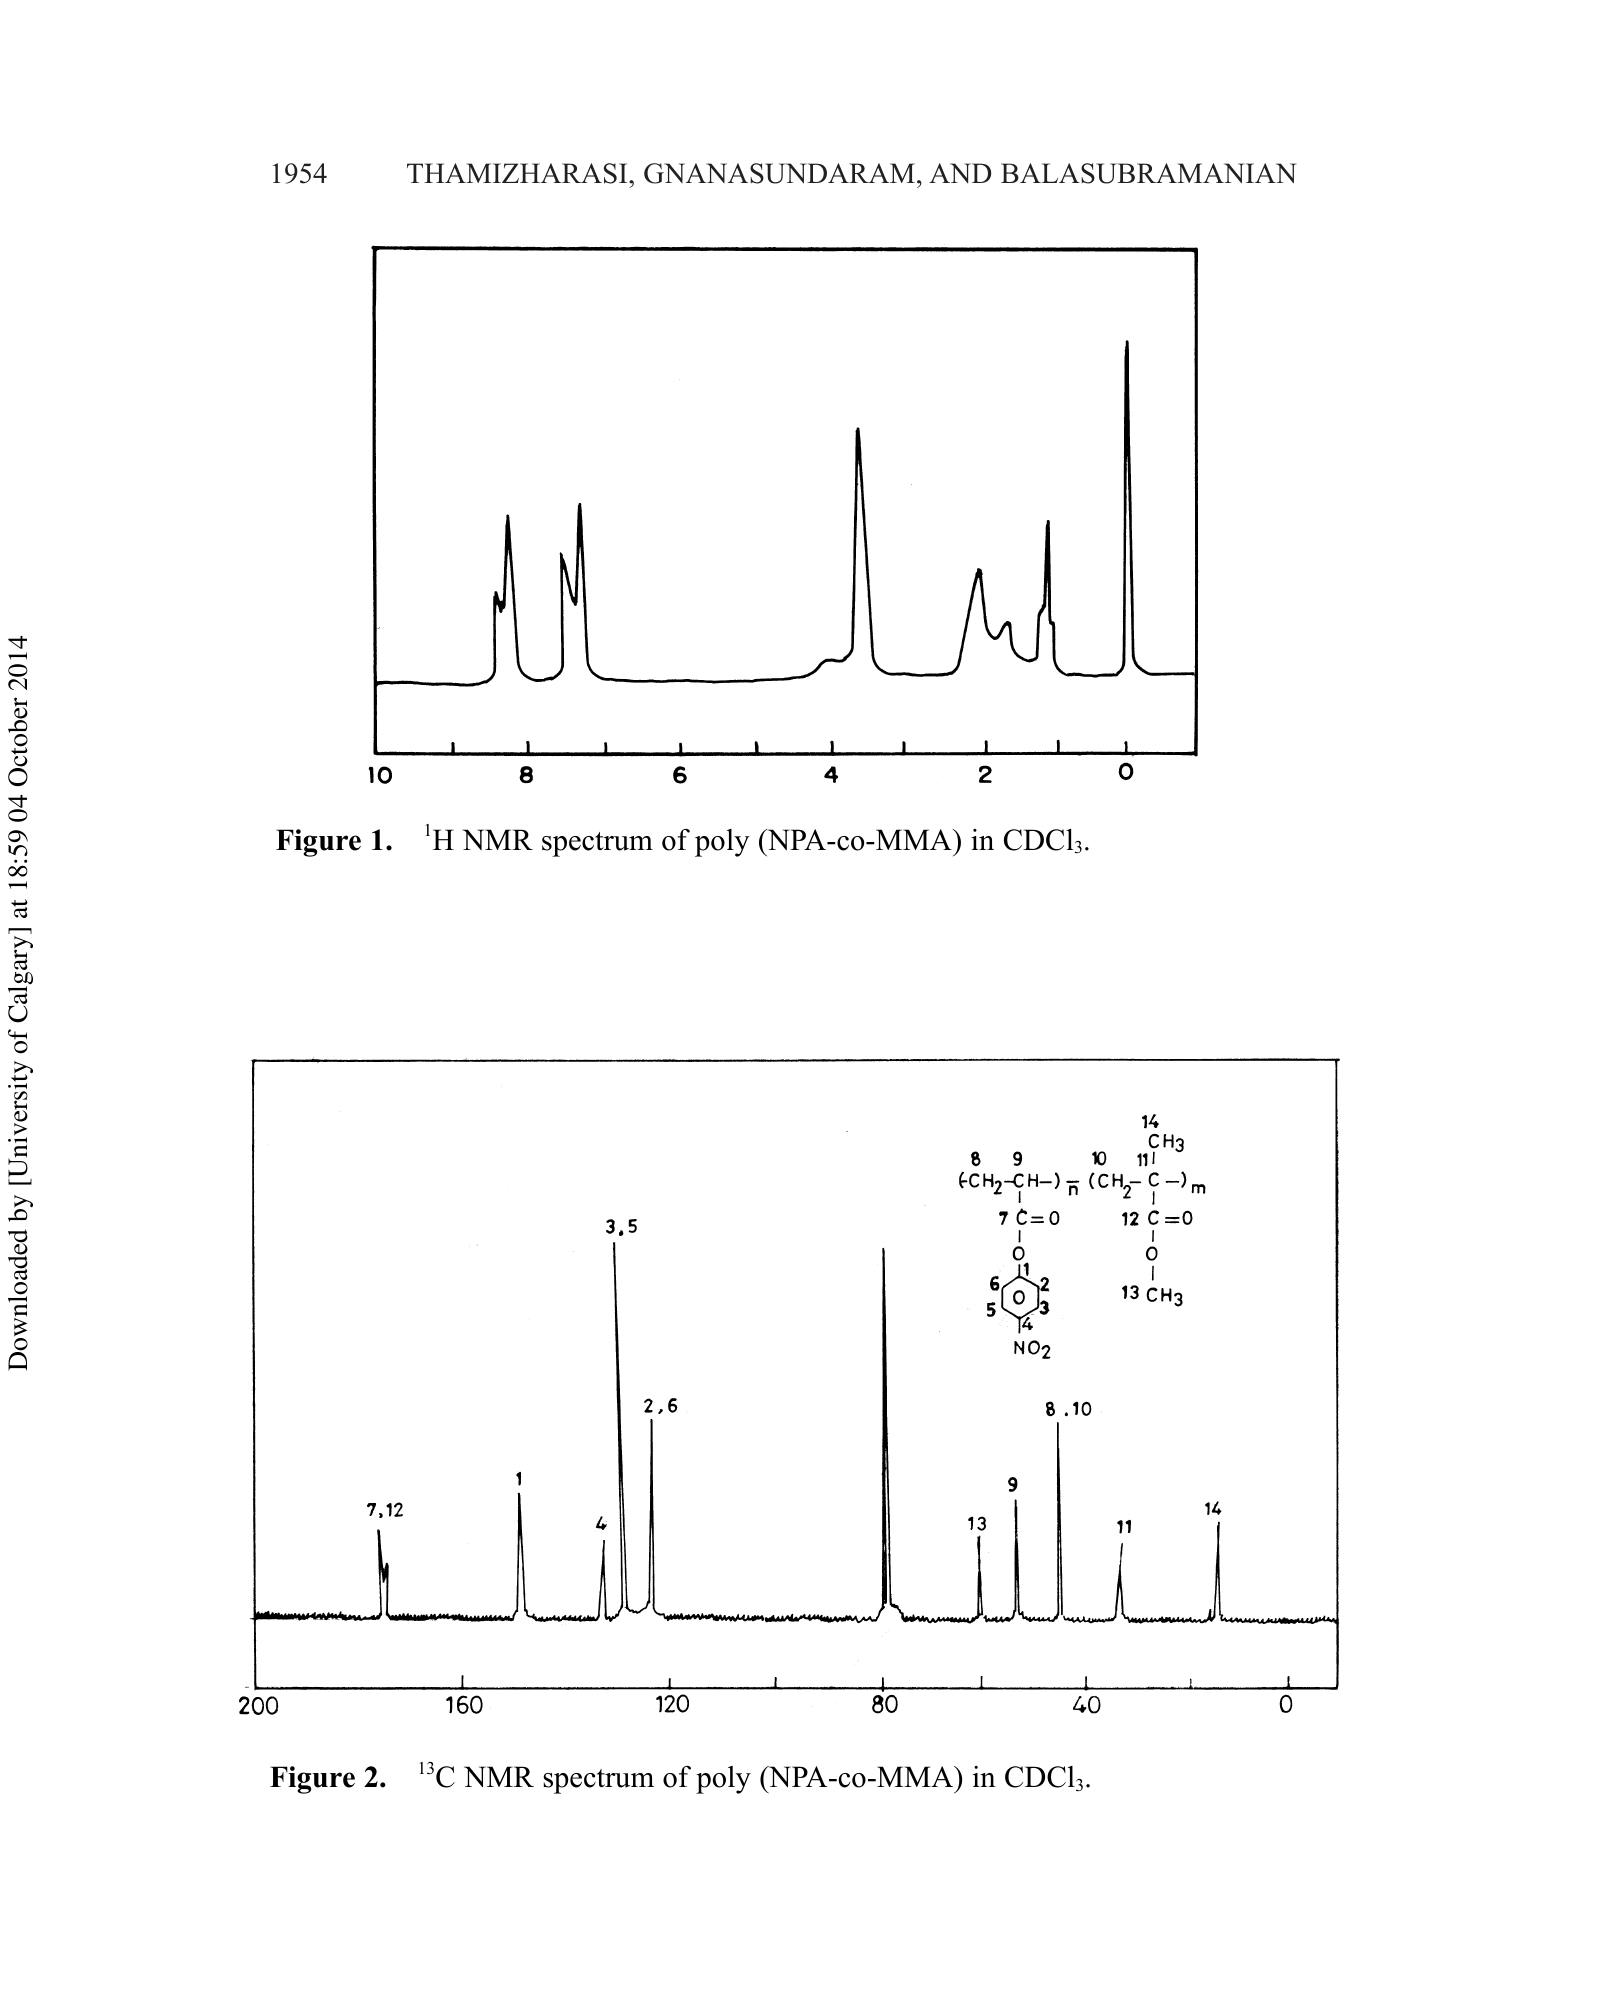 1954 THAMIZHARASI, GNANASUNDARAM, AND BALASUBRAMANIAN
10 8 6 4 2 0
Figure 1. ¹H NMR spectrum of poly (NPA-co-MMA) in CDCl₃.
14
CH3
8 9 10 11
(-CH2-CH-)n (CH2-C-)m
7 C=O 12 C=O
O O
1
6 2
O
13 CH3
5 3
4
NO2
3,5
2,6
8.10
1
9
7,12
4
13
11
14
200 160 120 80 40 0
Figure 2. ¹³C NMR spectrum of poly (NPA-co-MMA) in CDCl₃.
Downloaded by [University of Calgary] at 18:59 04 October 2014